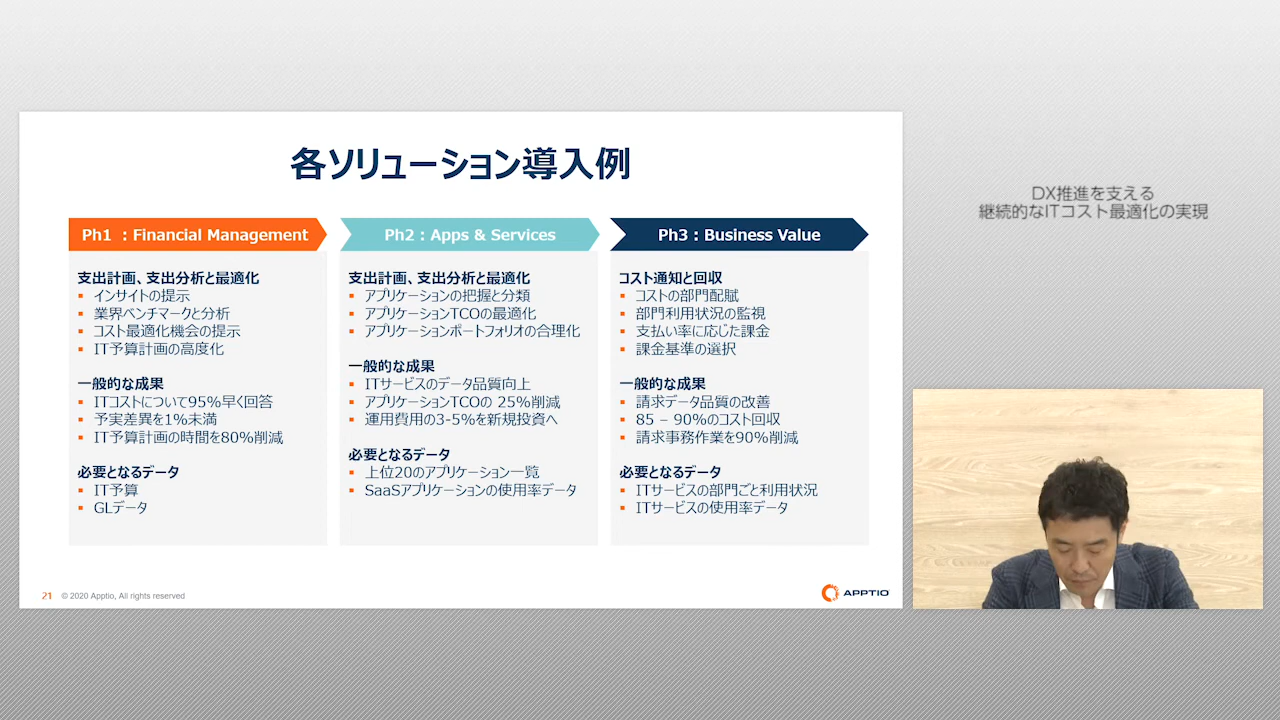 各ソリューション導入例
DX推進を支える
継続的なITコスト最適化の実現
Ph1 : Financial Management
支出計画、支出分析と最適化
インサイトの提示
業界ベンチマークと分析
コスト最適化機会の提示
IT予算計画の高度化
一般的な成果
ITコストについて95%早く回答
予実差異を1%未満
IT予算計画の時間を80%削減
必要となるデータ
IT予算
GLデータ
Ph2 : Apps & Services
支出計画、支出分析と最適化
アプリケーションの把握と分類
アプリケーションTCOの最適化
アプリケーションポートフォリオの合理化
一般的な成果
ITサービスのデータ品質向上
アプリケーションTCOの 25%削減
運用費用の3-5%を新規投資へ
必要となるデータ
上位20のアプリケーション一覧
SaaSアプリケーションの使用率データ
Ph3 : Business Value
コスト通知と回収
コストの部門配賦
部門利用状況の監視
支払い率に応じた課金
課金基準の選択
一般的な成果
請求データ品質の改善
85 – 90%のコスト回収
請求事務作業を90%削減
必要となるデータ
ITサービスの部門ごと利用状況
ITサービスの使用率データ
21 © 2020 Apptio, All rights reserved
APPTIO